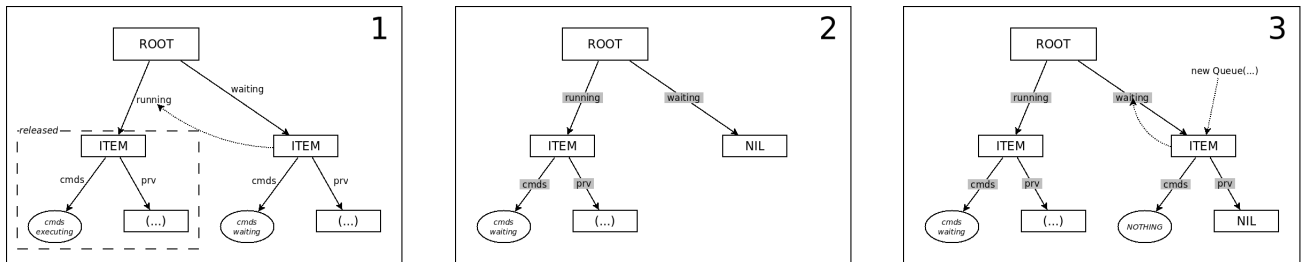 1
ROOT
running
waiting
released
ITEM
ITEM
cmds
prv
cmds
prv
cmds
executing
(...)
cmds
waiting
(...)
2
ROOT
running
waiting
ITEM
NIL
cmds
prv
cmds
waiting
(...)
3
ROOT
new Queue(...)
running
waiting
ITEM
ITEM
cmds
prv
cmds
prv
cmds
waiting
(...)
NOTHING
NIL